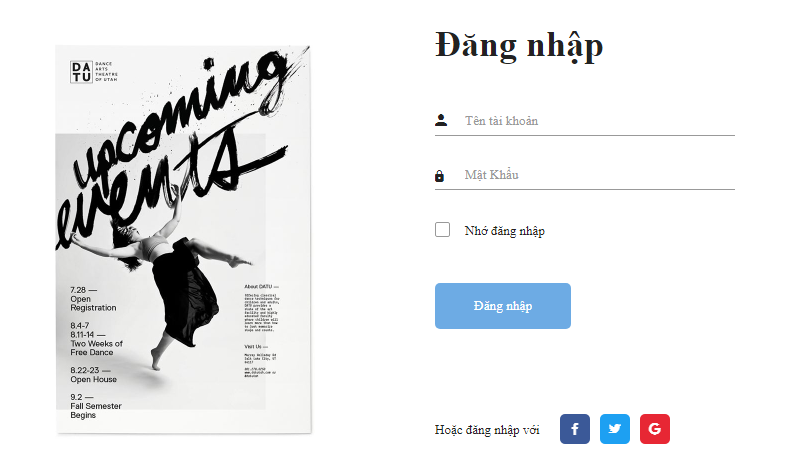 DA
TU
DANCE
ARTS
THEATRE
OF UTAH
upcoming
events
7.28 —
Open
Registration
8.4-7
8.11-14 —
Two Weeks of
Free Dance
8.22-23 —
Open House
9.2 —
Fall Semester
Begins
About DATU —
Visit Us —
Đăng nhập
Tên tài khoản
Mật Khẩu
Nhớ đăng nhập
Đăng nhập
Hoặc đăng nhập với